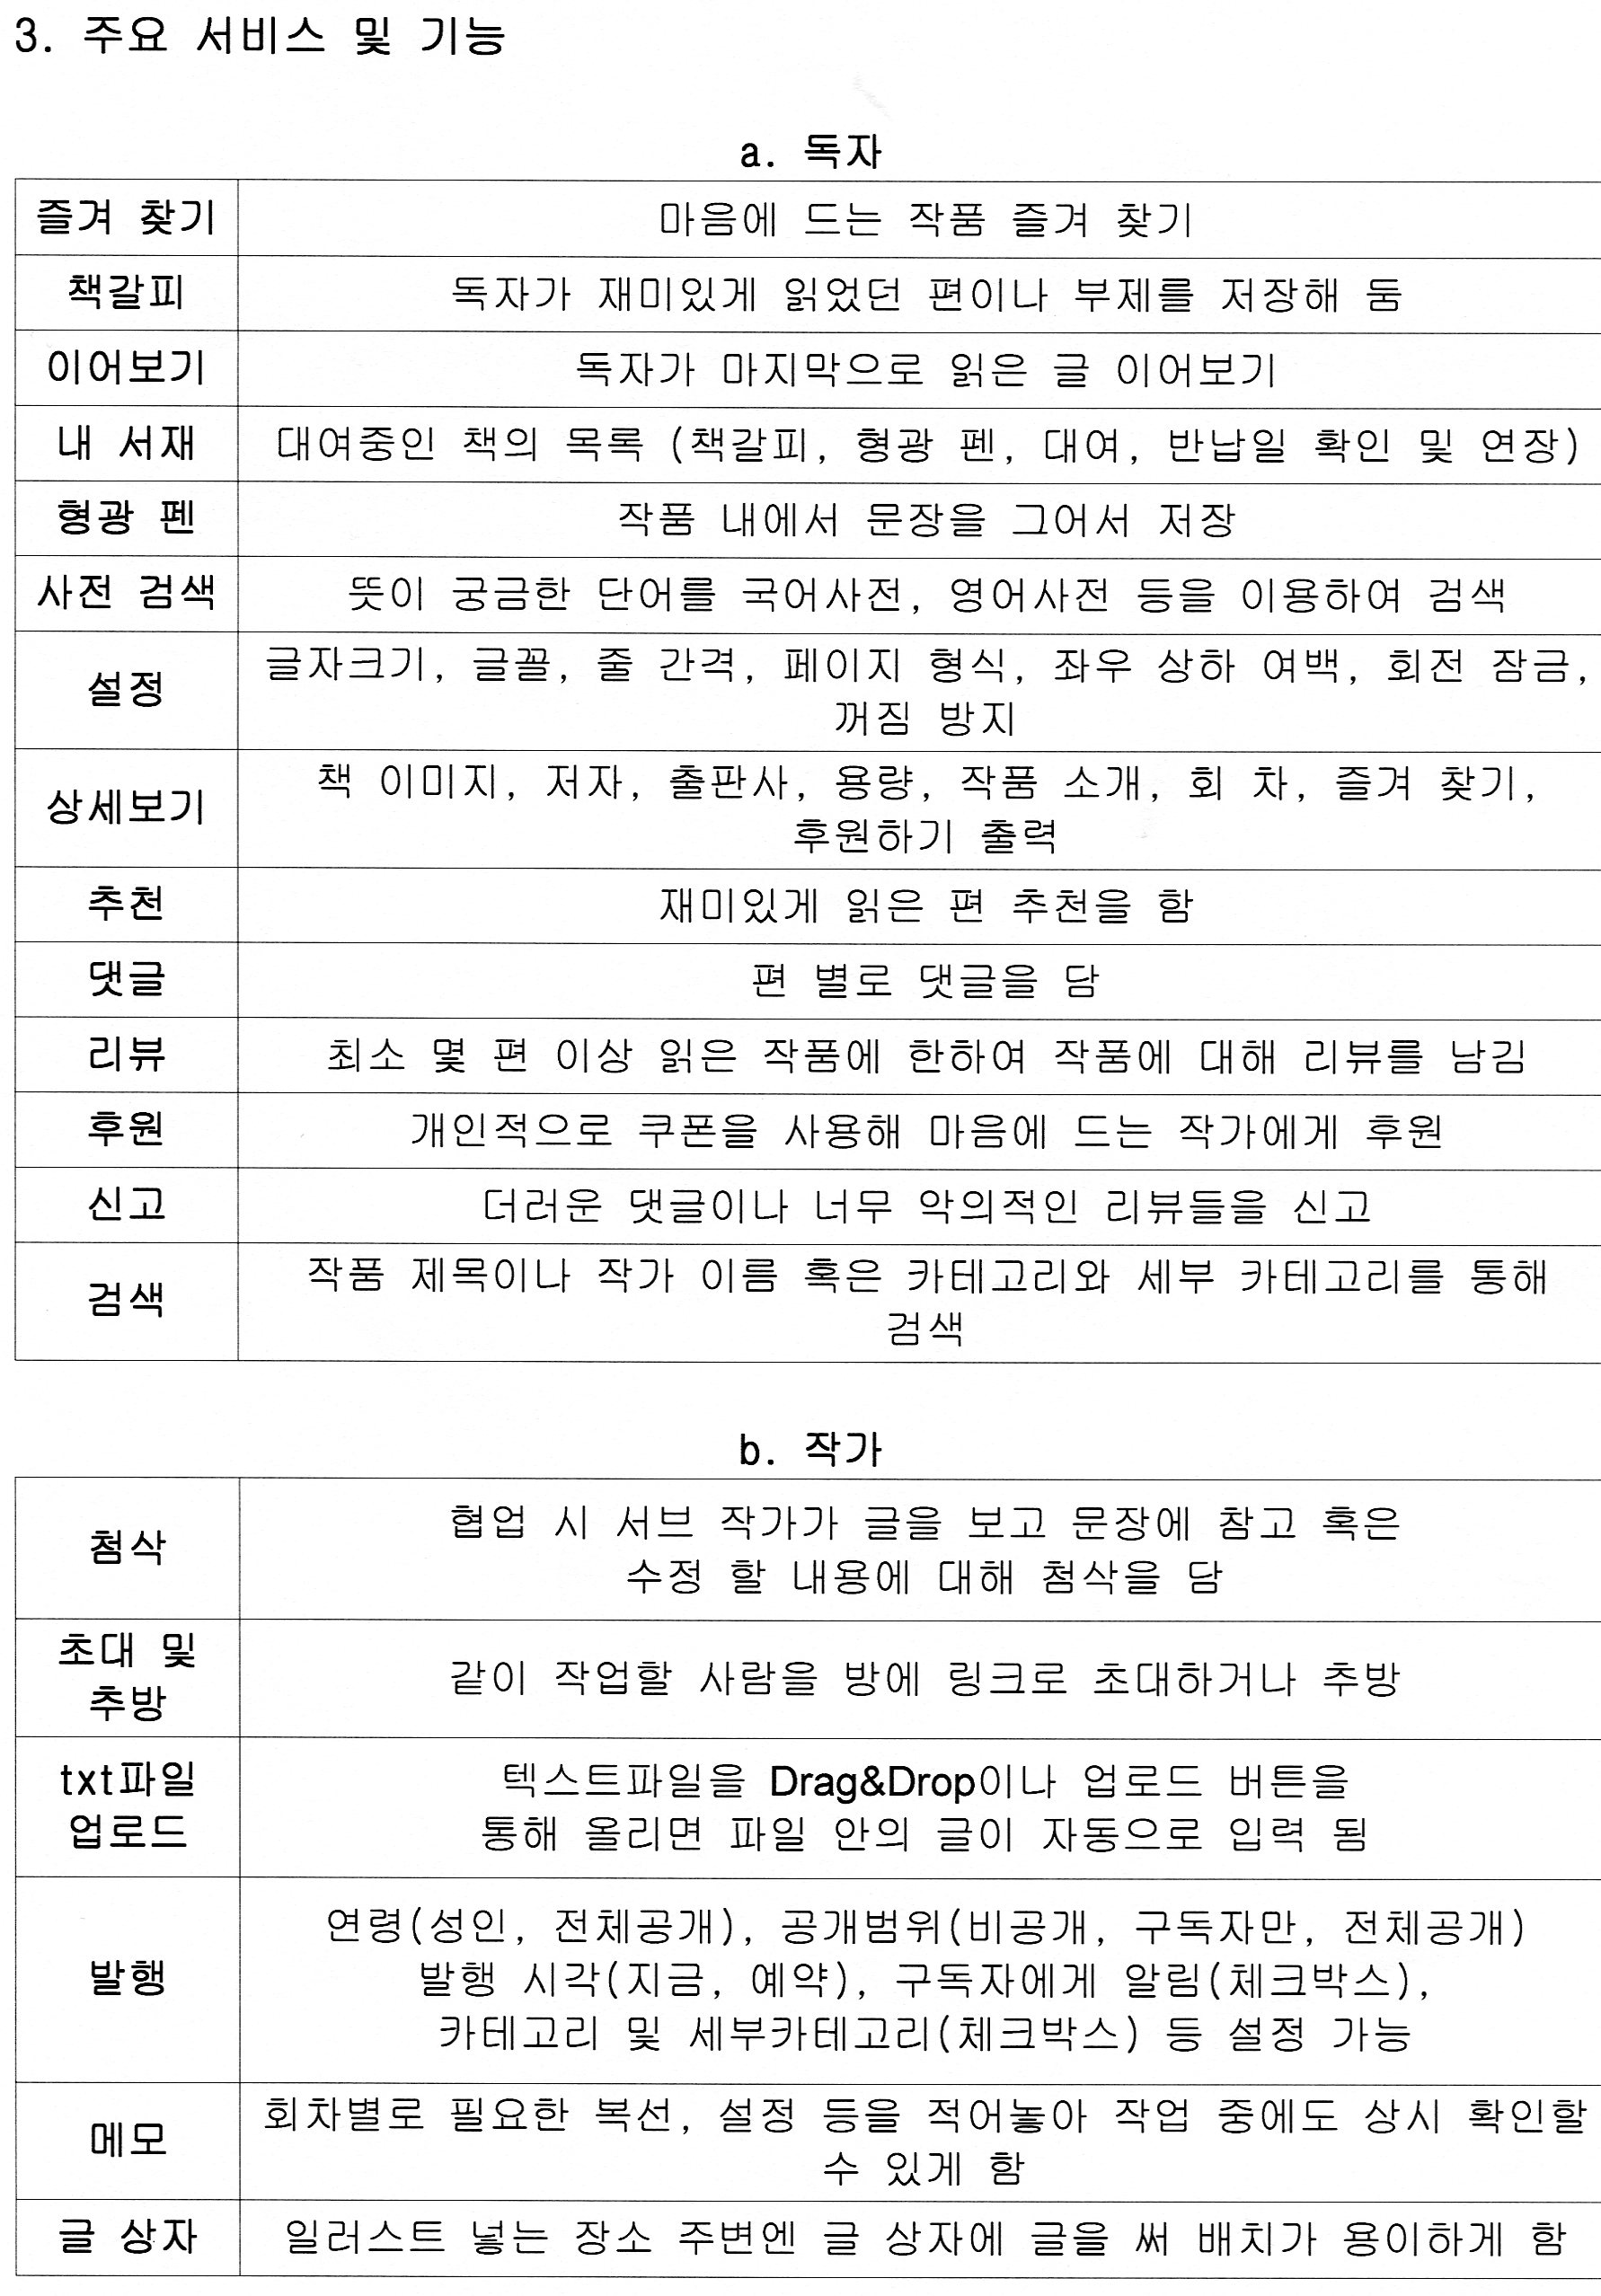 3. 주요 서비스 및 기능
a. 독자
즐겨 찾기 마음에 드는 작품 즐겨 찾기
책갈피 독자가 재미있게 읽었던 편이나 부제를 저장해 둠
이어보기 독자가 마지막으로 읽은 글 이어보기
내 서재 대여중인 책의 목록 (책갈피, 형광 펜, 대여, 반납일 확인 및 연장)
형광 펜 작품 내에서 문장을 그어서 저장
사전 검색 뜻이 궁금한 단어를 국어사전, 영어사전 등을 이용하여 검색
설정 글자크기, 글꼴, 줄 간격, 페이지 형식, 좌우 상하 여백, 회전 잠금,
꺼짐 방지
상세보기 책 이미지, 저자, 출판사, 용량, 작품 소개, 회 차, 즐겨 찾기,
후원하기 출력
추천 재미있게 읽은 편 추천을 함
댓글 편 별로 댓글을 담
리뷰 최소 몇 편 이상 읽은 작품에 한하여 작품에 대해 리뷰를 남김
후원 개인적으로 쿠폰을 사용해 마음에 드는 작가에게 후원
신고 더러운 댓글이나 너무 악의적인 리뷰들을 신고
검색 작품 제목이나 작가 이름 혹은 카테고리와 세부 카테고리를 통해
검색
b. 작가
첨삭 협업 시 서브 작가가 글을 보고 문장에 참고 혹은
수정 할 내용에 대해 첨삭을 담
초대 및
추방 같이 작업할 사람을 방에 링크로 초대하거나 추방
txt파일 텍스트파일을 Drag&Drop이나 업로드 버튼을
업로드 통해 올리면 파일 안의 글이 자동으로 입력 됨
발행 연령(성인, 전체공개), 공개범위(비공개, 구독자만, 전체공개)
발행 시각(지금, 예약), 구독자에게 알림(체크박스),
카테고리 및 세부카테고리(체크박스) 등 설정 가능
메모 회차별로 필요한 복선, 설정 등을 적어놓아 작업 중에도 상시 확인할
수 있게 함
글 상자 일러스트 넣는 장소 주변엔 글 상자에 글을 써 배치가 용이하게 함